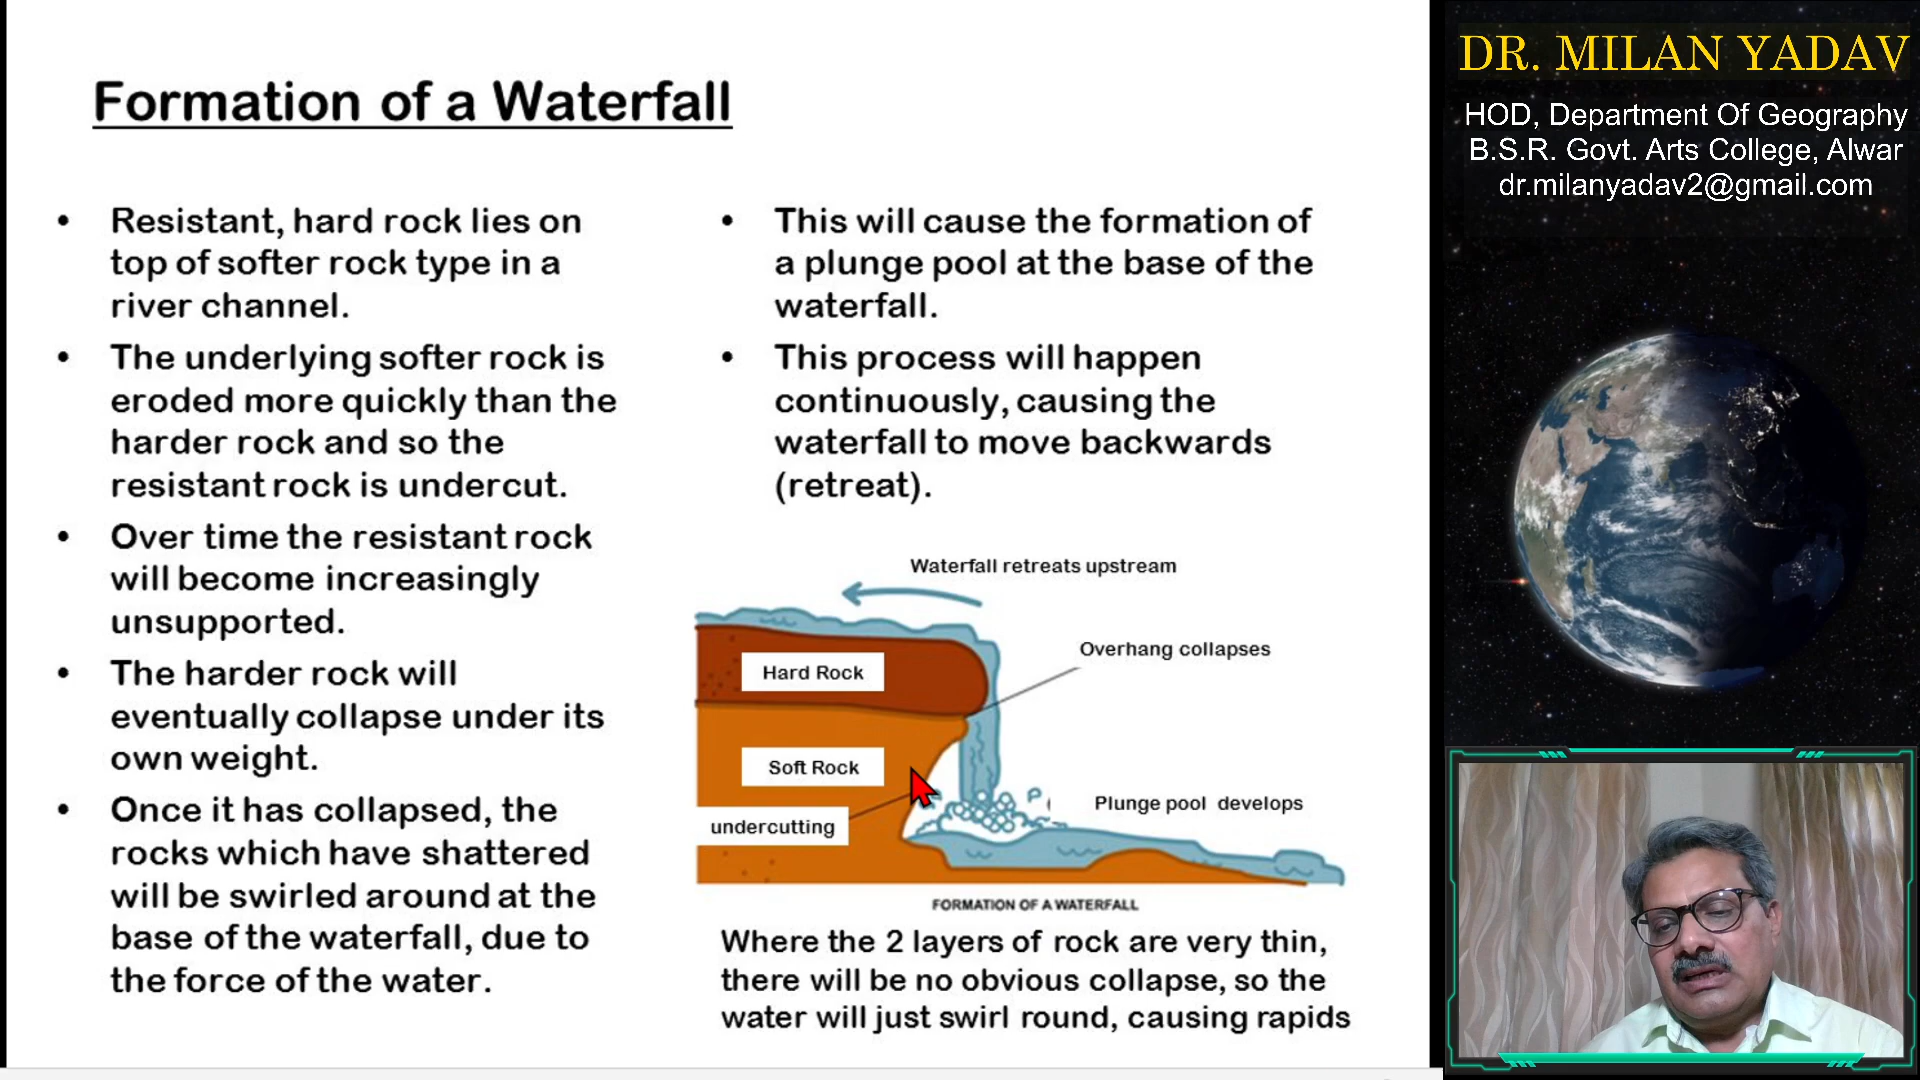 Formation of a Waterfall
• Resistant, hard rock lies on
top of softer rock type in a
river channel.
• The underlying softer rock is
eroded more quickly than the
harder rock and so the
resistant rock is undercut.
• Over time the resistant rock
will become increasingly
unsupported.
• The harder rock will
eventually collapse under its
own weight.
• Once it has collapsed, the
rocks which have shattered
will be swirled around at the
base of the waterfall, due to
the force of the water.
• This will cause the formation of
a plunge pool at the base of the
waterfall.
• This process will happen
continuously, causing the
waterfall to move backwards
(retreat).
Waterfall retreats upstream
Overhang collapses
Hard Rock
Soft Rock
undercutting
Plunge pool develops
FORMATION OF A WATERFALL
Where the 2 layers of rock are very thin,
there will be no obvious collapse, so the
water will just swirl round, causing rapids
DR. MILAN YADAV
HOD, Department Of Geography
B.S.R. Govt. Arts College, Alwar
dr.milanyadav2@gmail.com